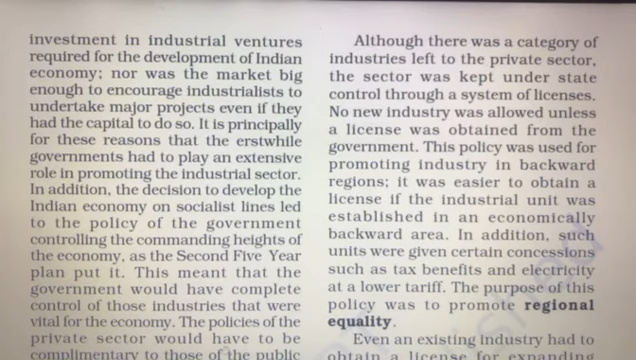 investment in industrial ventures
required for the development of Indian
economy; nor was the market big
enough to encourage industrialists to
undertake major projects even if they
had the capital to do so. It is principally
for these reasons that the erstwhile
governments had to play an extensive
role in promoting the industrial sector.
In addition, the decision to develop the
Indian economy on socialist lines led
to the policy of the government
controlling the commanding heights of
the economy, as the Second Five Year
plan put it. This meant that the
government would have complete
control of those industries that were
vital for the economy. The policies of the
private sector would have to be
complimentary to those of the public
Although there was a category of
industries left to the private sector,
the sector was kept under state
control through a system of licenses.
No new industry was allowed unless
a license was obtained from the
government. This policy was used for
promoting industry in backward
regions; it was easier to obtain a
license if the industrial unit was
established in an economically
backward area. In addition, such
units were given certain concessions
such as tax benefits and electricity
at a lower tariff. The purpose of this
policy was to promote regional
equality.
Even an existing industry had to
obtain a license for expanding